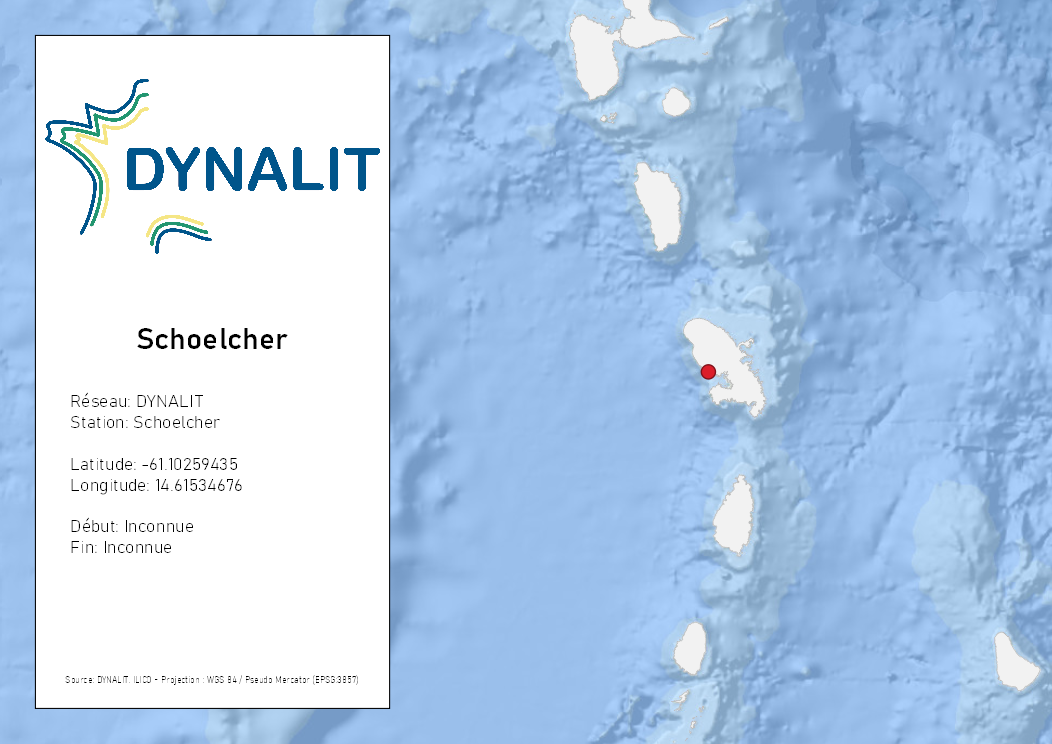 DYNALIT
Schoelcher
Réseau: DYNALIT
Station: Schoelcher
Latitude: -61.10259435
Longitude: 14.61534676
Début: Inconnue
Fin: Inconnue
Source: DYNALIT, ILICO - Projection : WGS 84 / Pseudo Mercator (EPSG:3857)